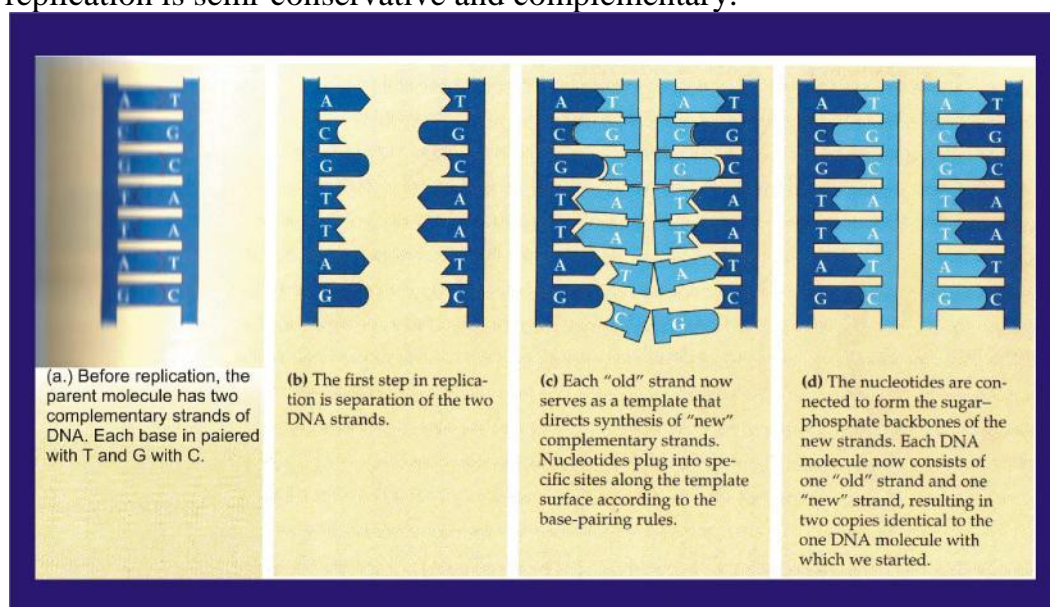 replication is semi-conservative and complementary.
A T
C G
G C
T A
T A
A T
G C
A T
C G
G C
T A
T A
A T
G C
A T A T
C G C G
G C G C
T A T A
T A T A
A T A T
G C G C
A T A T
C G C G
G C G C
T A T A
T A T A
A T A T
G C G C
(a.) Before replication, the
parent molecule has two
complementary strands of
DNA. Each base in paiered
with T and G with C.
(b) The first step in replica-
tion is separation of the two
DNA strands.
(c) Each “old” strand now
serves as a template that
directs synthesis of “new”
complementary strands.
Nucleotides plug into spe-
cific sites along the template
surface according to the
base-pairing rules.
(d) The nucleotides are con-
nected to form the sugar–
phosphate backbones of the
new strands. Each DNA
molecule now consists of
one “old” strand and one
“new” strand, resulting in
two copies identical to the
one DNA molecule with
which we started.